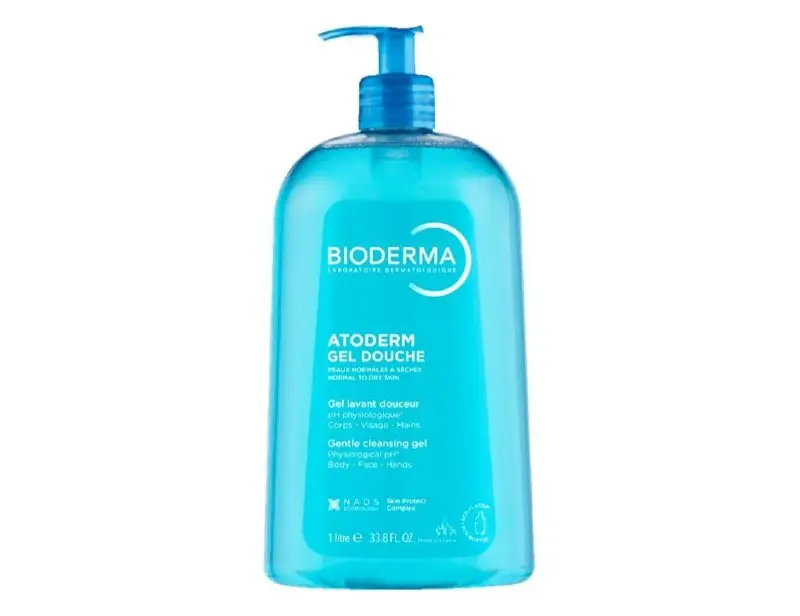 BIODERMA
LABORATOIRE DERMATOLOGIQUE
ATODERM
GEL DOUCHE
PEAUX NORMALES À SÈCHES
NORMAL TO DRY SKIN
Gel lavant douceur
pH physiologique*
Corps - Visage - Mains
Gentle cleansing gel
Physiological pH*
Body - Face - Hands
NAOS
Skin Protect
Complex
1 litre e 33.8 FL. OZ.